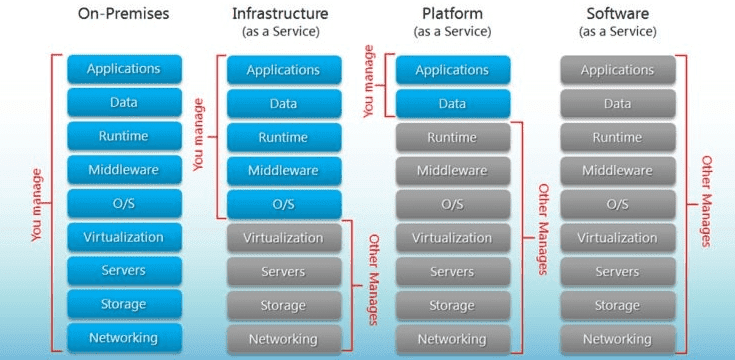 On-Premises
You manage
Applications
Data
Runtime
Middleware
O/S
Virtualization
Servers
Storage
Networking
Infrastructure
(as a Service)
You manage
Applications
Data
Runtime
Middleware
O/S
Virtualization
Servers
Storage
Networking
Other Manages
Platform
(as a Service)
You manage
Applications
Data
Runtime
Middleware
O/S
Virtualization
Servers
Storage
Networking
Other Manages
Software
(as a Service)
Applications
Data
Runtime
Middleware
O/S
Virtualization
Servers
Storage
Networking
Other Manages